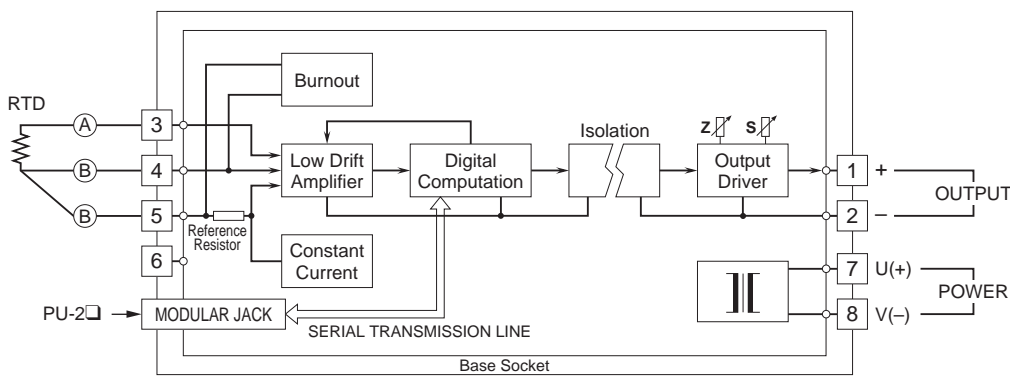 Burnout
RTD
A
3
Z
S
Isolation
Low Drift
Amplifier
Digital
Computation
Output
Driver
B
4
1
+
OUTPUT
B
5
2
–
Reference
Resistor
6
Constant
Current
7
U(+)
POWER
8
V(–)
PU-2❑
MODULAR JACK
SERIAL TRANSMISSION LINE
Base Socket